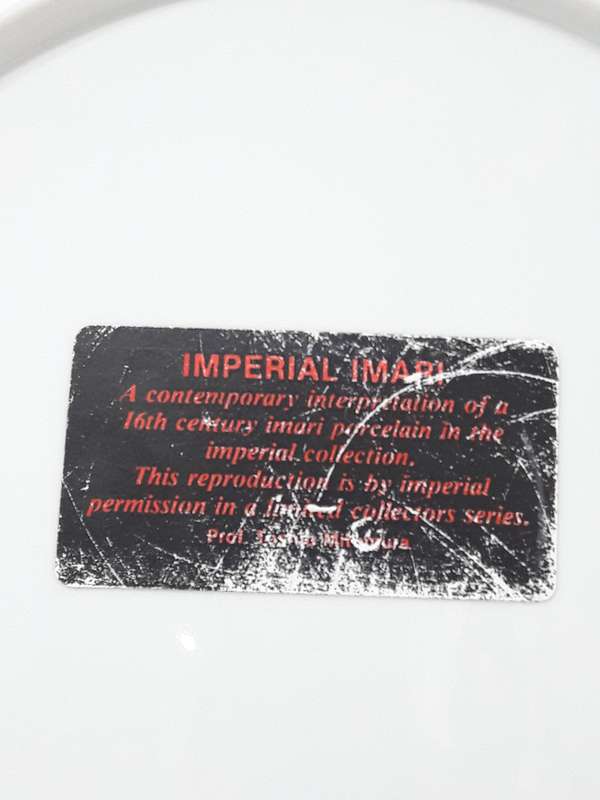 IMPERIAL IMARI
A contemporary interpretation of a
16th century imari porcelain in the
imperial collection.
This reproduction is by imperial
permission in a limited collectors series.
Prof.